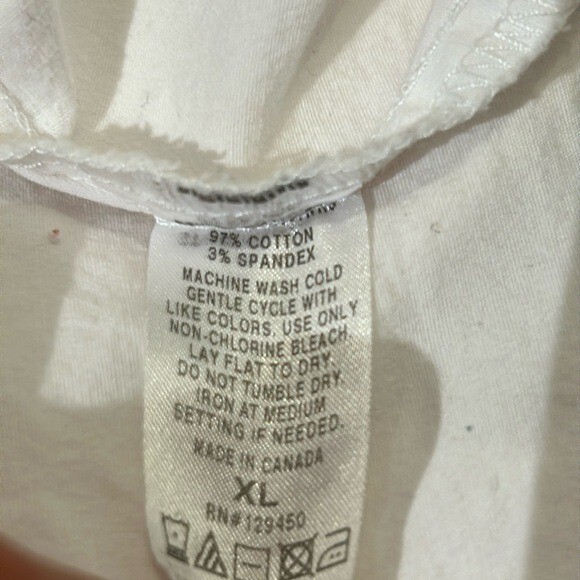 97% COTTON
3% SPANDEX
MACHINE WASH COLD
GENTLE CYCLE WITH
LIKE COLORS. USE ONLY
NON-CHLORINE BLEACH.
LAY FLAT TO DRY.
DO NOT TUMBLE DRY.
IRON AT MEDIUM
SETTING IF NEEDED.
MADE IN CANADA
XL
RN#129450